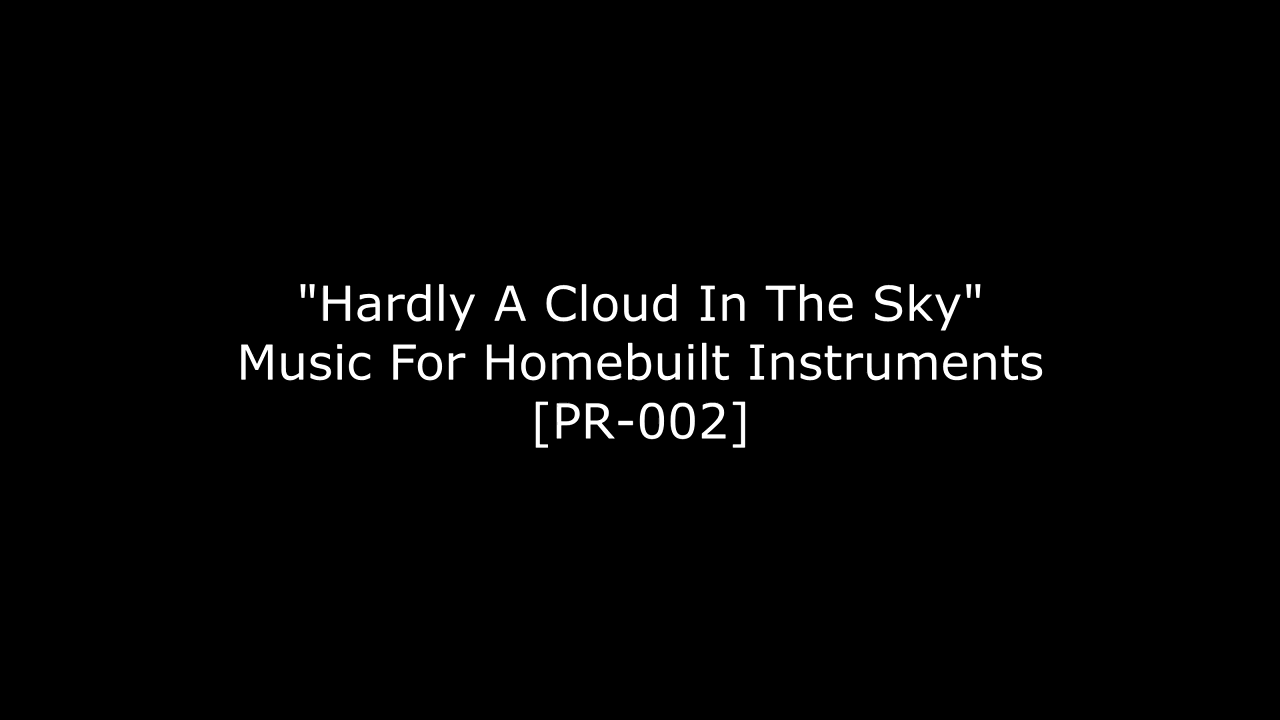 "Hardly A Cloud In The Sky"
Music For Homebuilt Instruments
[PR-002]